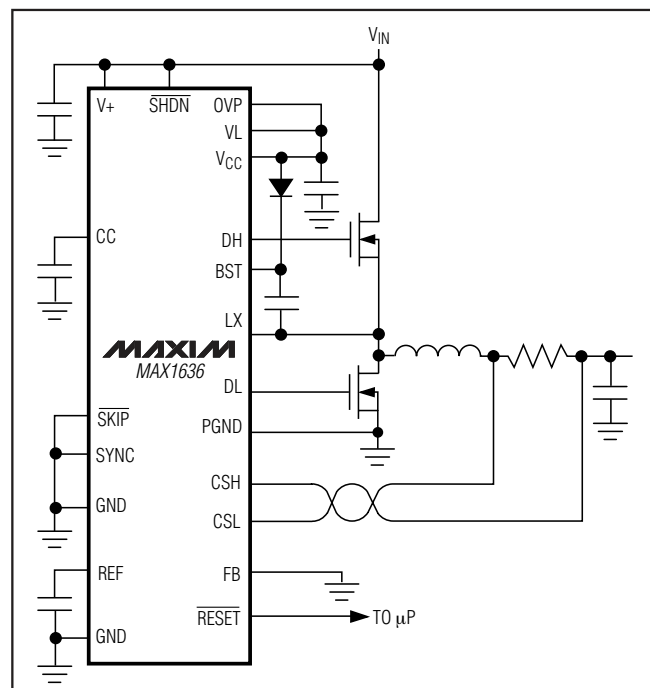 VIN
V+
SHDN
OVP
VL
VCC
CC
DH
BST
LX
MAXIM
MAX1636
DL
SKIP
PGND
SYNC
CSH
GND
CSL
REF
FB
RESET
TO μP
GND